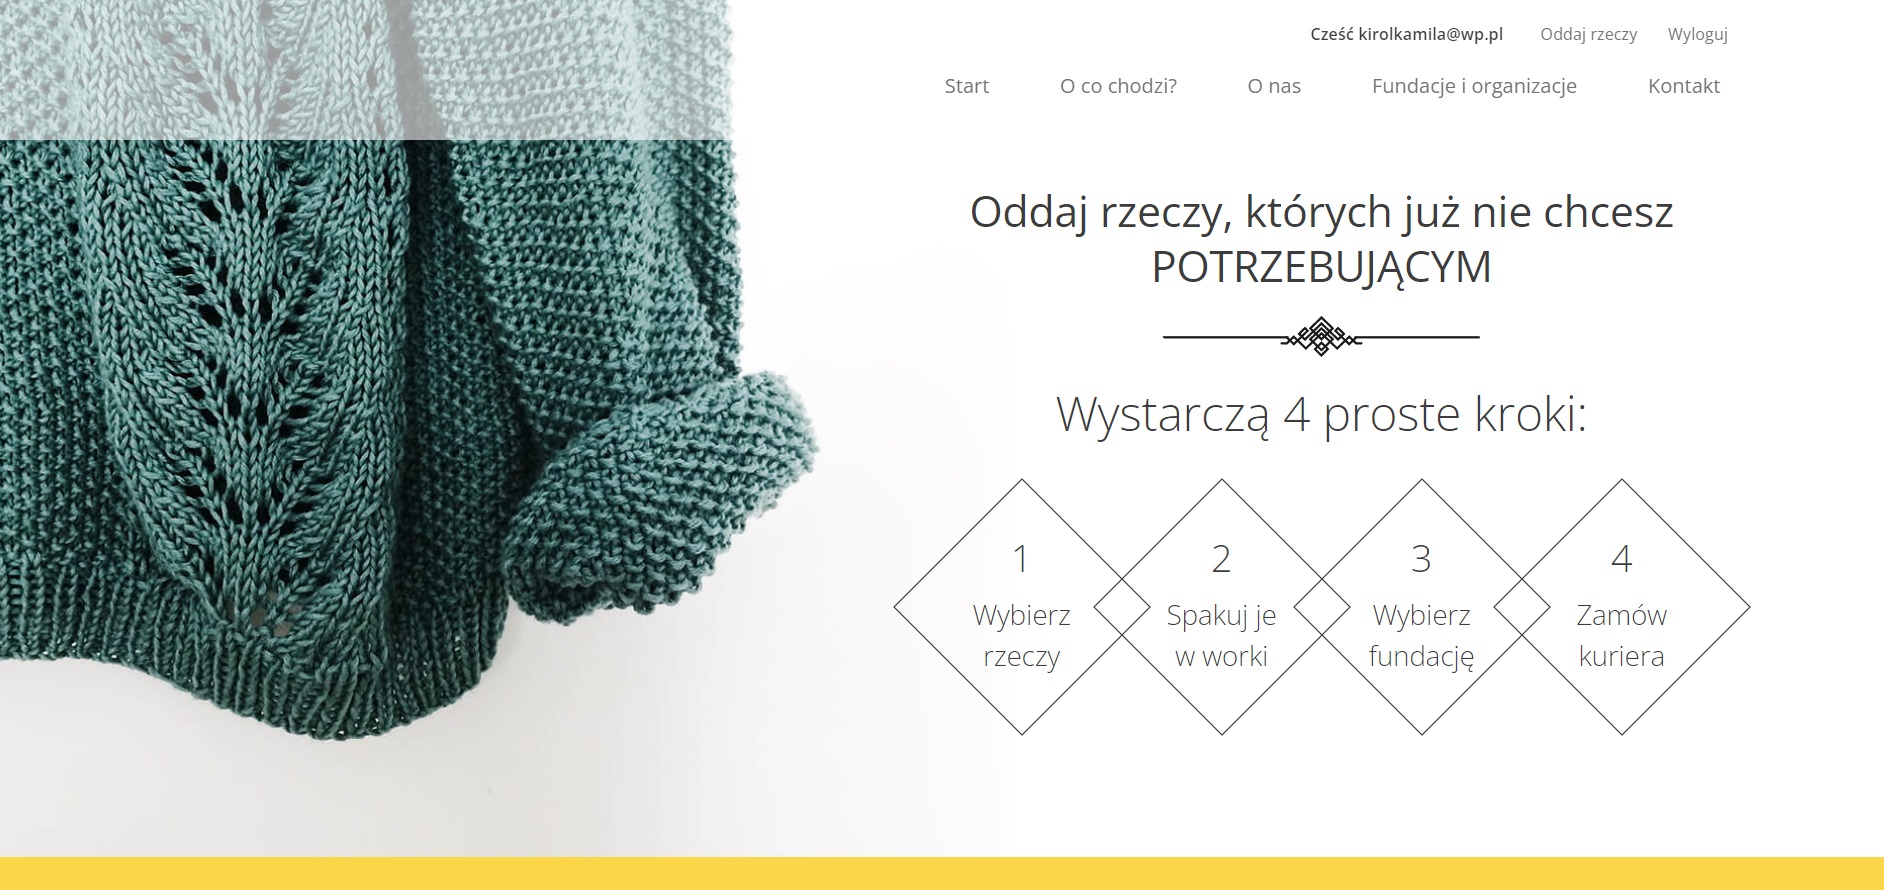 Cześć kirolkamila@wp.pl Oddaj rzeczy Wyloguj
Start O co chodzi? O nas Fundacje i organizacje Kontakt
Oddaj rzeczy, których już nie chcesz
POTRZEBUJĄCYM
Wystarczą 4 proste kroki:
1
Wybierz
rzeczy
2
Spakuj je
w worki
3
Wybierz
fundację
4
Zamów
kuriera